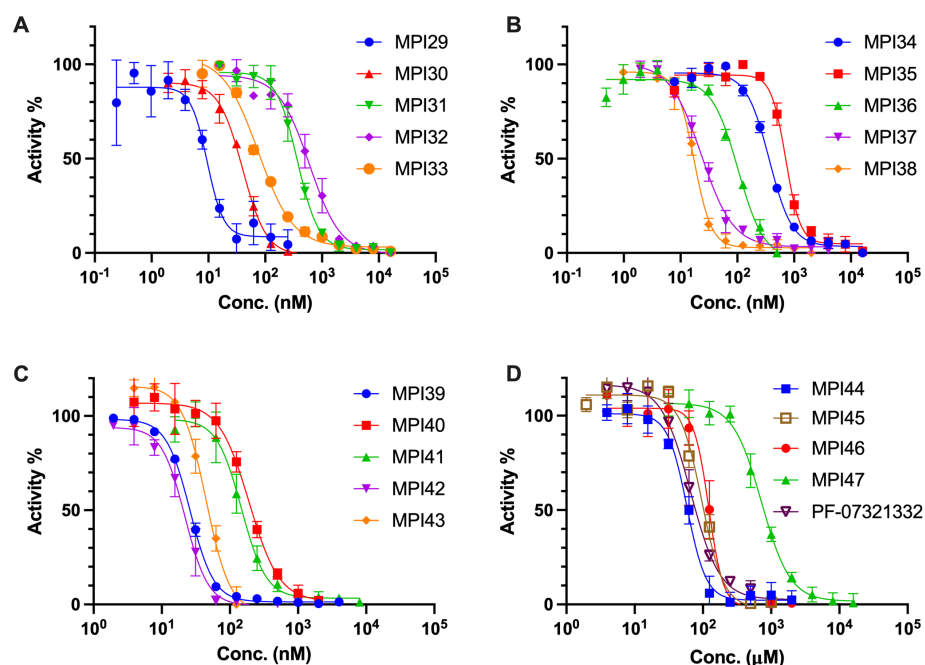 A
MPI29
MPI30
MPI31
MPI32
MPI33
Activity %
100
50
0
10-1 100 101 102 103 104 105
Conc. (nM)
B
MPI34
MPI35
MPI36
MPI37
MPI38
Activity %
100
50
0
10-1 100 101 102 103 104 105
Conc. (nM)
C
MPI39
MPI40
MPI41
MPI42
MPI43
Activity %
100
50
0
100 101 102 103 104 105
Conc. (nM)
D
MPI44
MPI45
MPI46
MPI47
PF-07321332
Activity %
100
50
0
100 101 102 103 104 105
Conc. (μM)